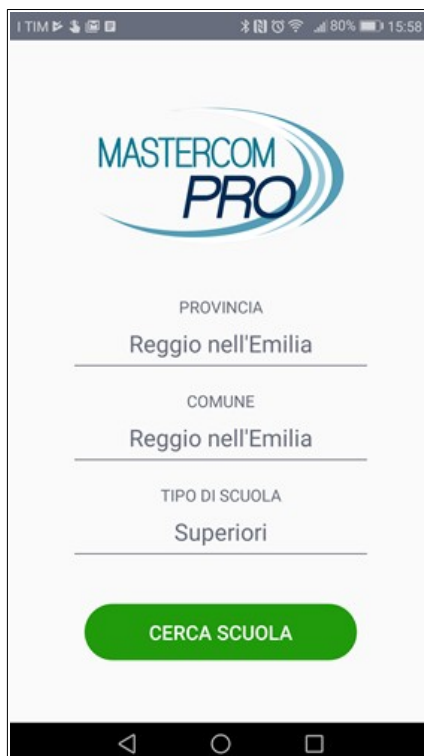 I TIM 80% 15:58
MASTERCOM
PRO
PROVINCIA
Reggio nell'Emilia
COMUNE
Reggio nell'Emilia
TIPO DI SCUOLA
Superiori
CERCA SCUOLA